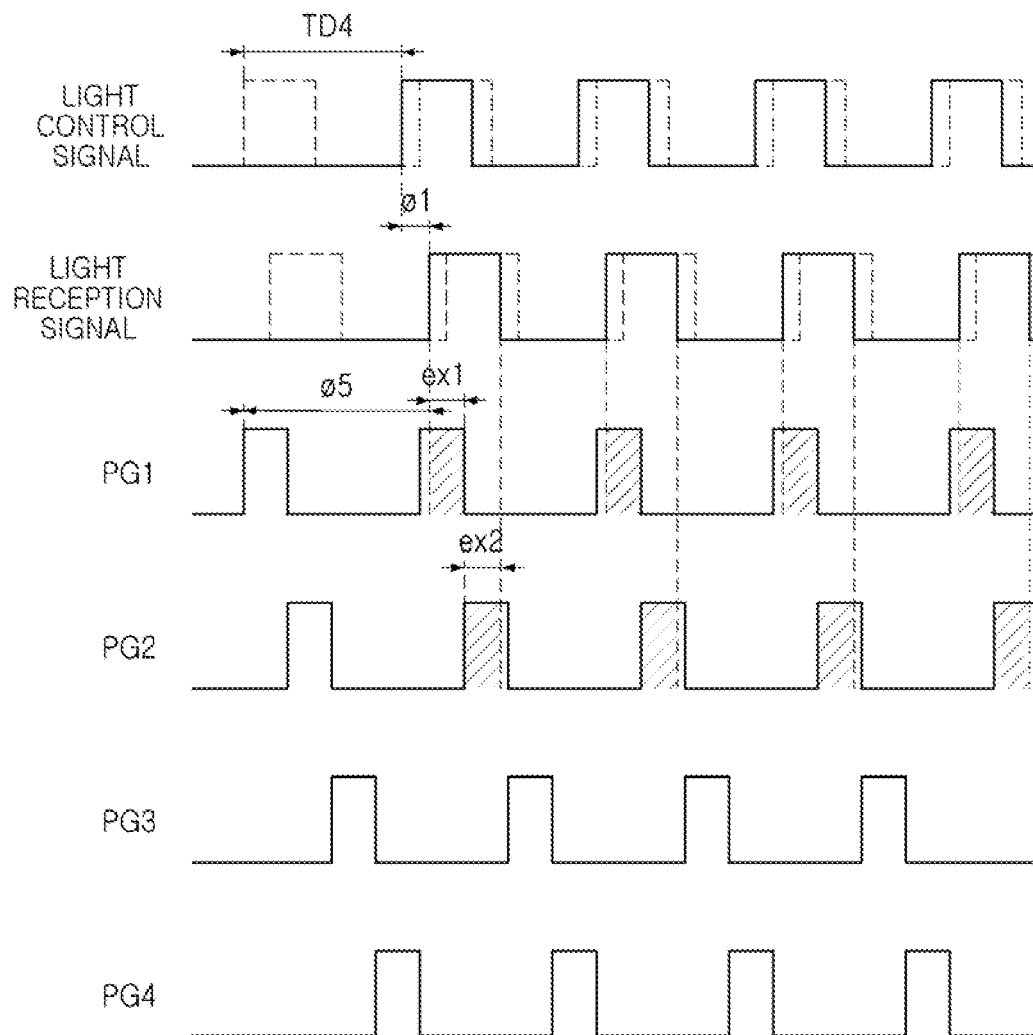 TD4
LIGHT
CONTROL
SIGNAL
ø1
LIGHT
RECEPTION
SIGNAL
ø5
ex1
PG1
ex2
PG2
PG3
PG4